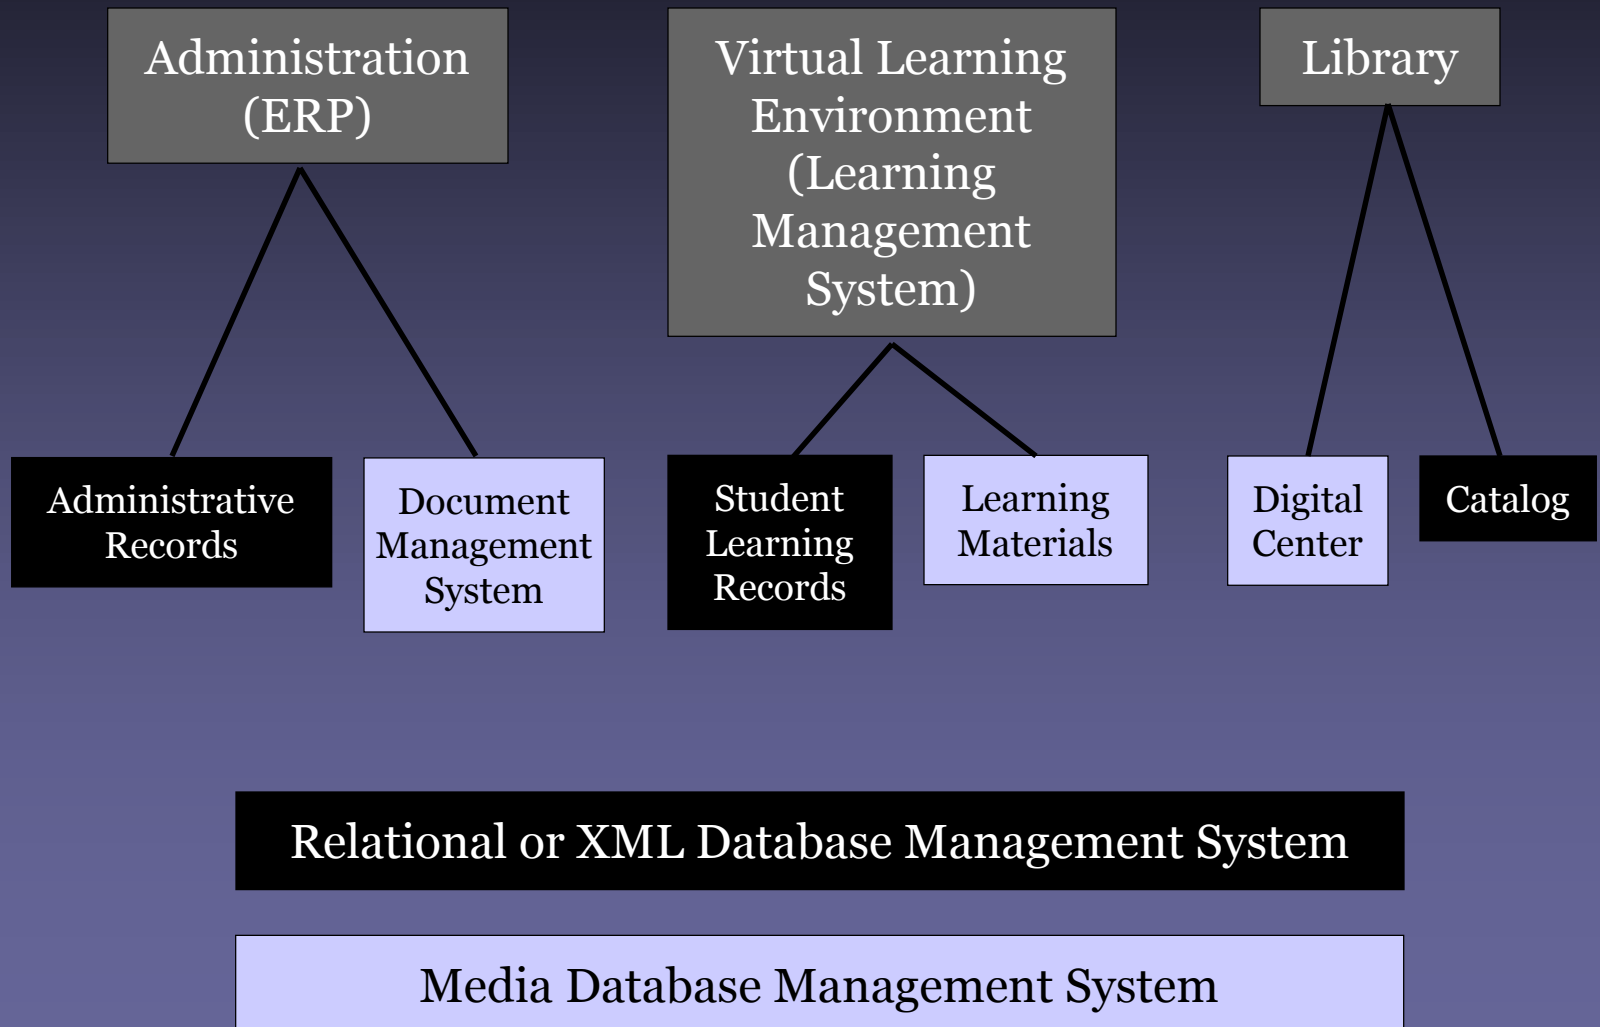 Administration
(ERP)
Virtual Learning
Environment
(Learning
Management
System)
Library
Administrative
Records
Document
Management
System
Student
Learning
Records
Learning
Materials
Digital
Center
Catalog
Relational or XML Database Management System
Media Database Management System